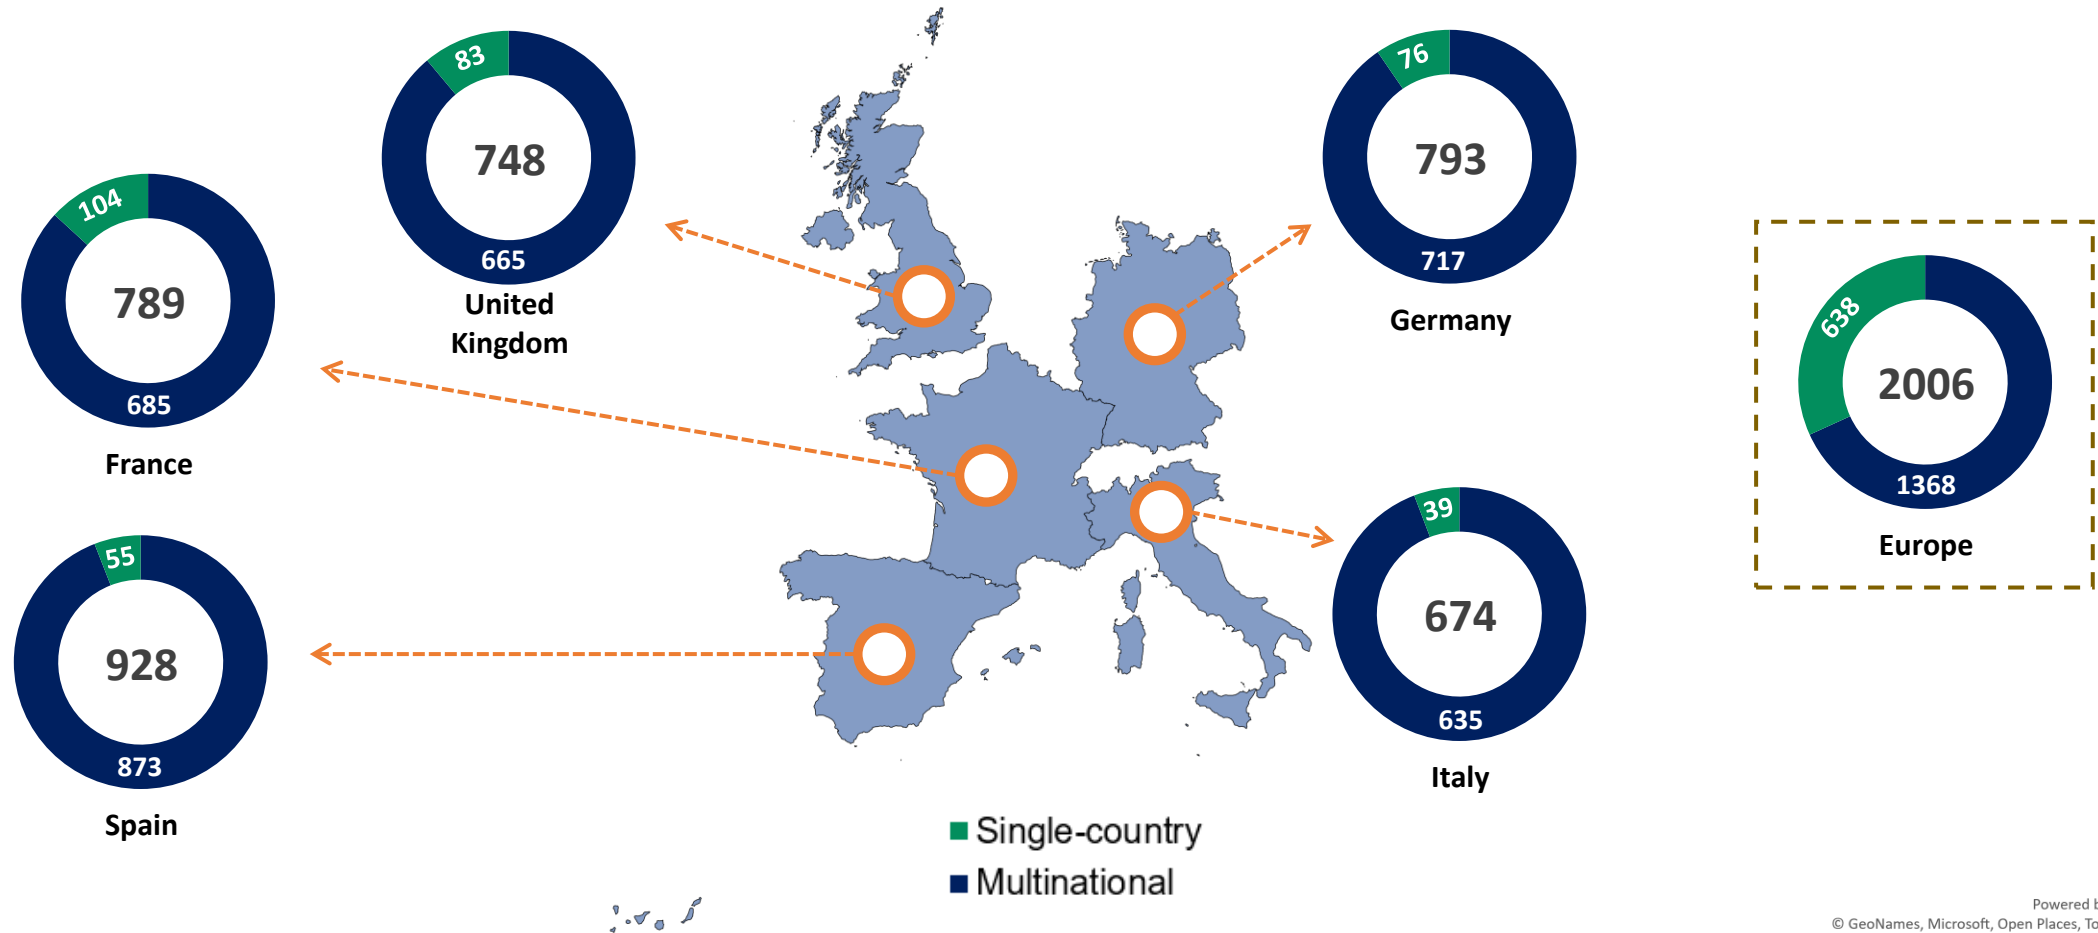 83
748
665
United
Kingdom
76
793
717
Germany
104
789
685
France
638
2006
1368
Europe
39
674
635
Italy
55
928
873
Spain
Single-country
Multinational
Powered b
© GeoNames, Microsoft, Open Places, To